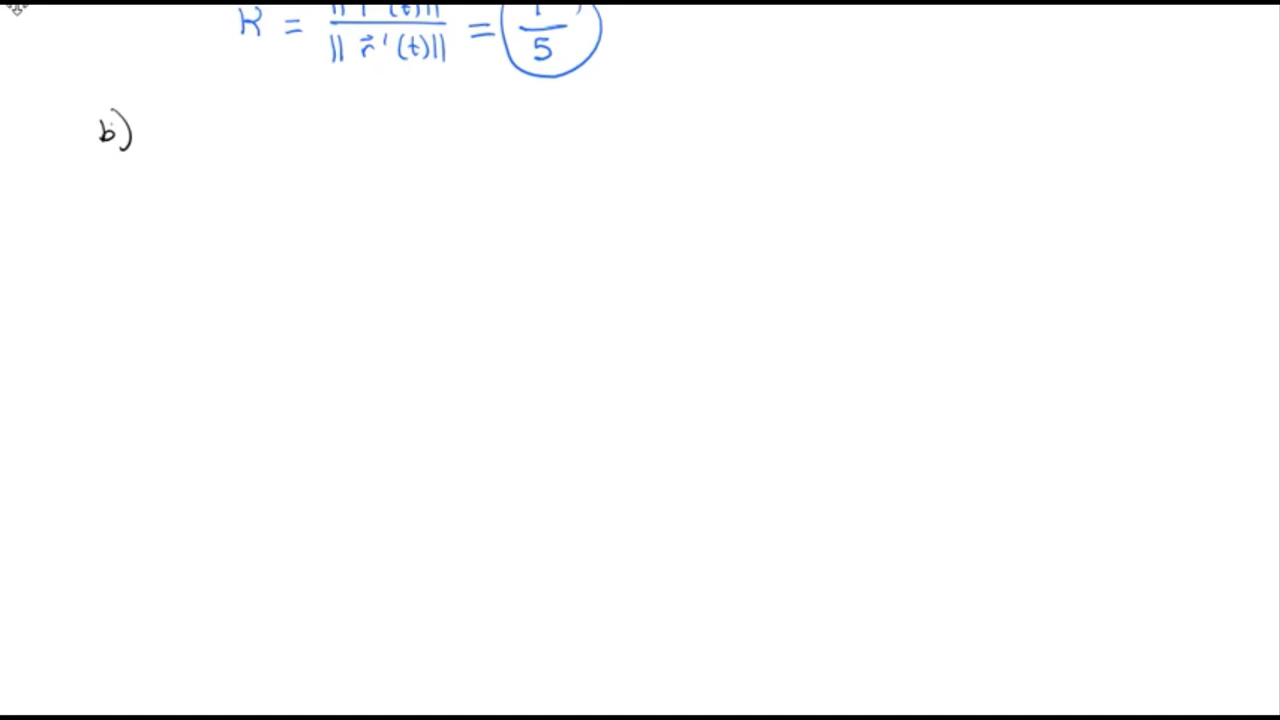 K = ‖ T'(t)‖ / ‖ r⃗ '(t)‖ = 1 / 5
b)